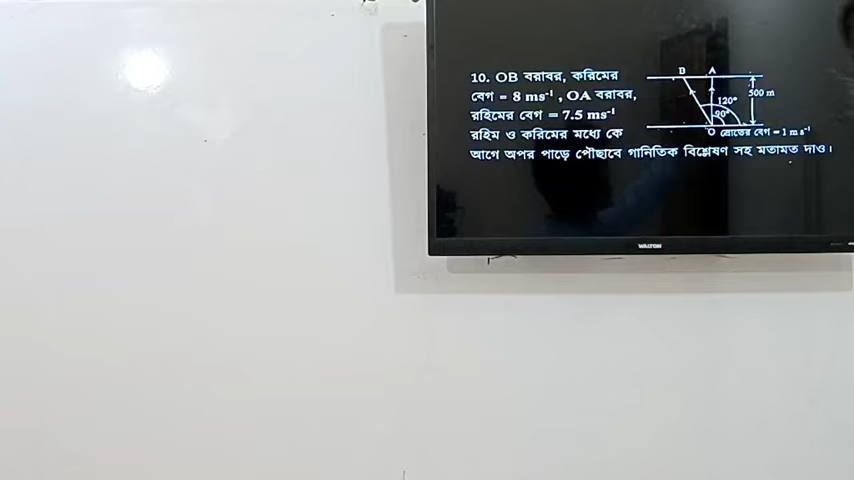 10. OB বরাবর, করিমের
বেগ = 8 ms⁻¹ , OA বরাবর,
রহিমের বেগ = 7.5 ms⁻¹
রহিম ও করিমের মধ্যে কে
আগে অপর পাড়ে পৌছাবে গানিতিক বিশ্লেষণ সহ মতামত দাও।
B A
500 m
120°
90°
O স্রোতের বেগ = 1 ms⁻¹
WALTON